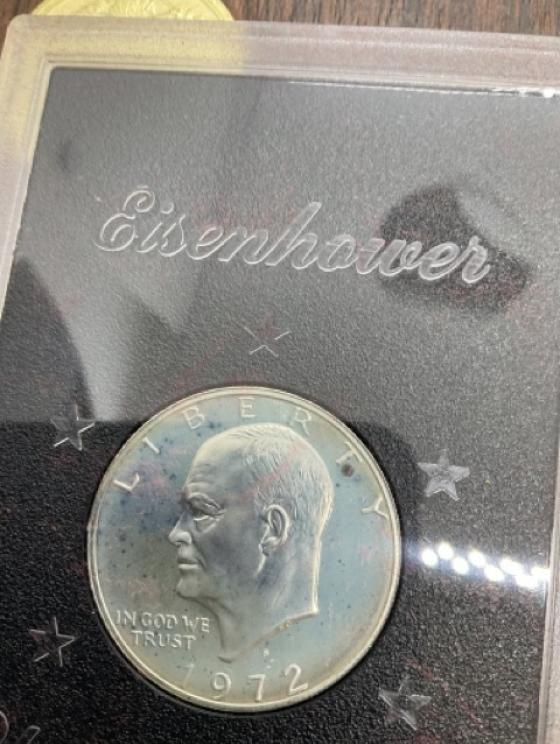 Eisenhower
LIBERTY
IN GOD WE
TRUST
1972